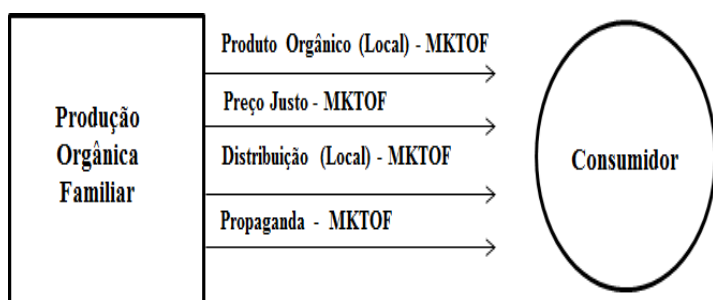 Produção
Orgânica
Familiar
Produto Orgânico (Local) - MKTOF
Preço Justo - MKTOF
Distribuição (Local) - MKTOF
Propaganda - MKTOF
Consumidor